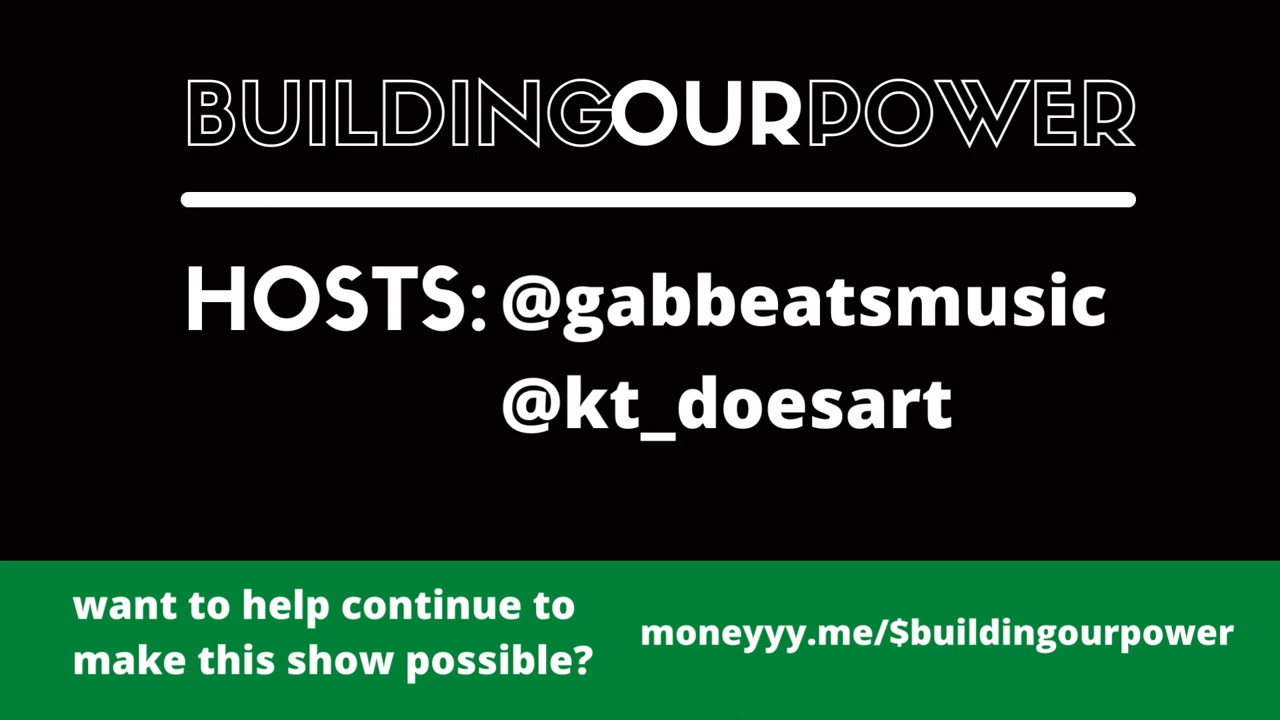 BUILDINGOURPOWER
HOSTS: @gabbeatsmusic
@kt_doesart
want to help continue to
make this show possible?
moneyyy.me/$buildingourpower